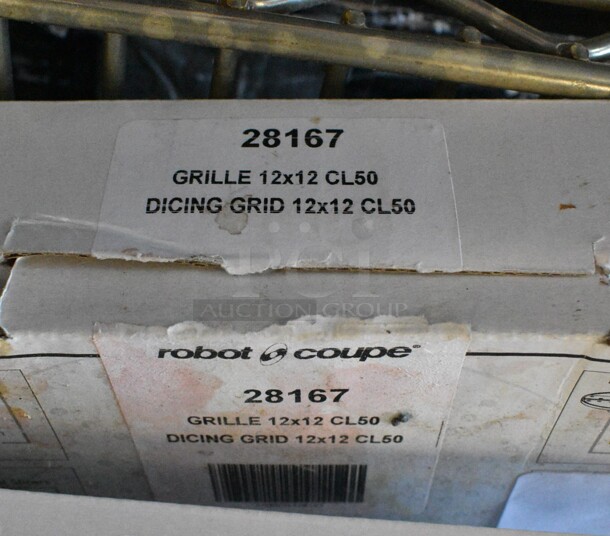 28167
GRILLE 12x12 CL50
DICING GRID 12x12 CL50
PCI
AUCTION GROUP
robot coupe
28167
GRILLE 12x12 CL50
DICING GRID 12x12 CL50